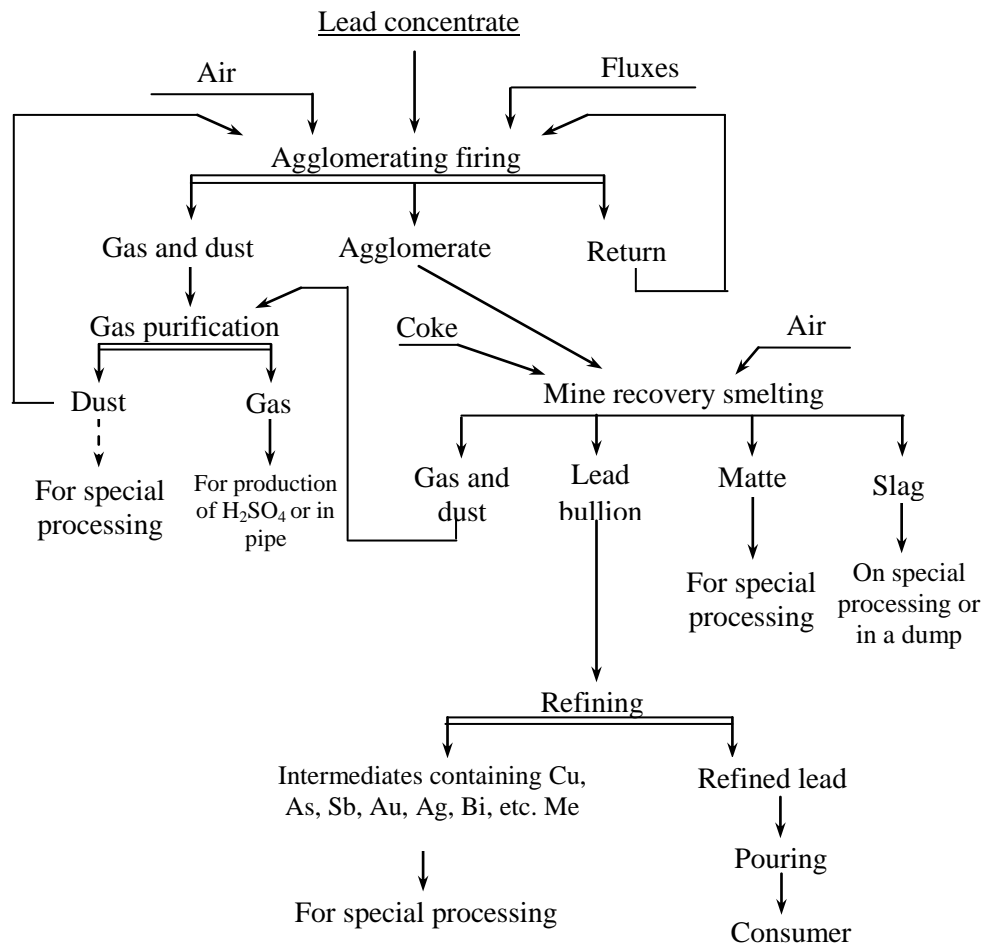 Lead concentrate
Air
Fluxes
Agglomerating firing
Gas and dust
Agglomerate
Return
Gas purification
Coke
Air
Dust
Gas
Mine recovery smelting
For special
processing
For production
of H₂SO₄ or in
pipe
Gas and
dust
Lead
bullion
Matte
Slag
For special
processing
On special
processing or
in a dump
Refining
Intermediates containing Cu,
As, Sb, Au, Ag, Bi, etc. Me
Refined lead
Pouring
For special processing
Consumer